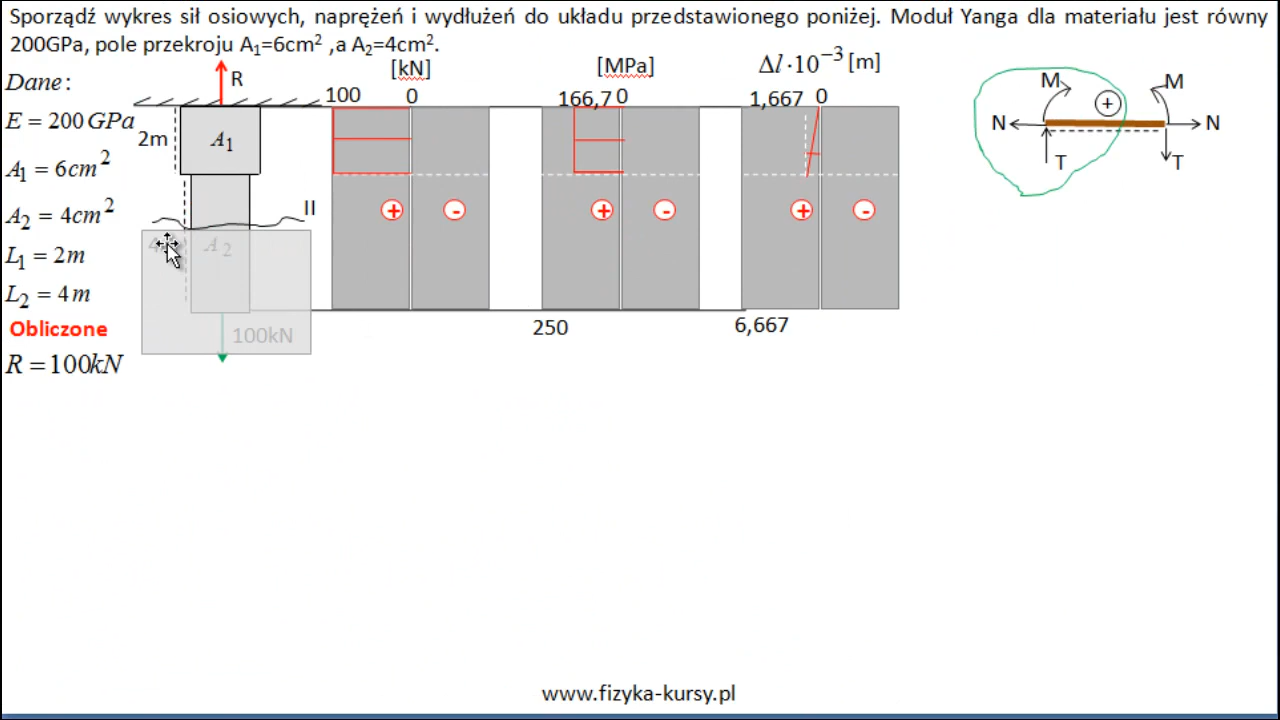 Sporządź wykres sił osiowych, naprężeń i wydłużeń do układu przedstawionego poniżej. Moduł Yanga dla materiału jest równy
200GPa, pole przekroju A₁=6cm² ,a A₂=4cm².
Dane:
E = 200 GPa
A₁ = 6cm²
A₂ = 4cm²
L₁ = 2m
L₂ = 4m
Obliczone
R = 100kN
R
2m
A₁
II
A₂
100kN
[kN]
100 0
+ -
[MPa]
166,7 0
+ -
250
Δl·10⁻³ [m]
1,667 0
+ -
6,667
M M
+
N N
T T
www.fizyka-kursy.pl